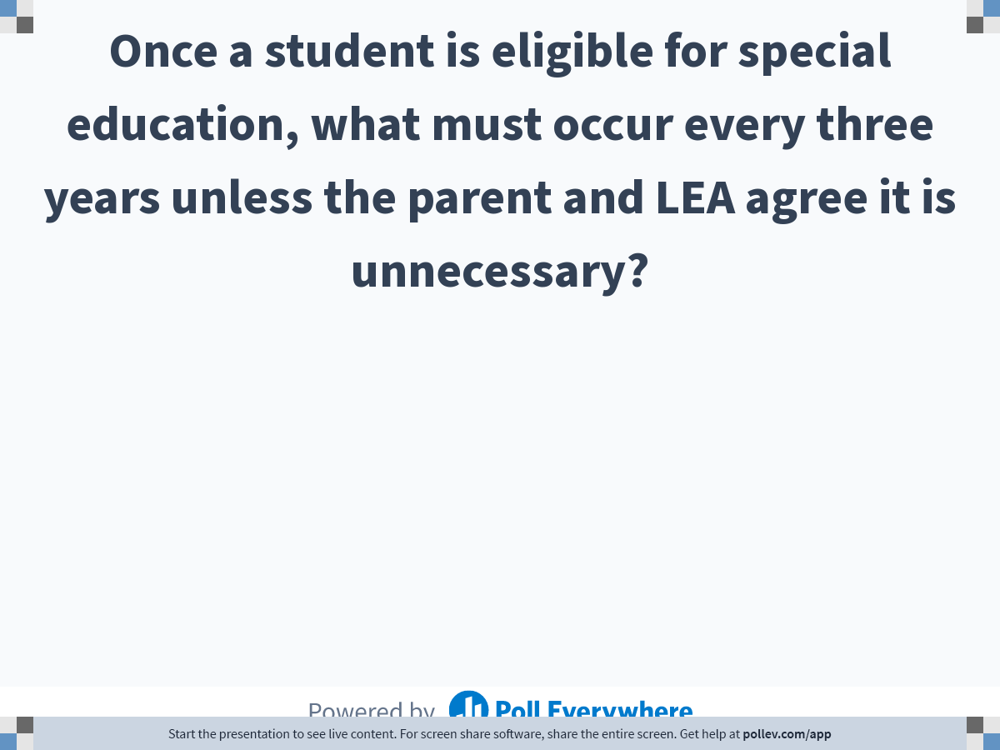 Once a student is eligible for special
education, what must occur every three
years unless the parent and LEA agree it is
unnecessary?
Powered by Poll Everywhere
Start the presentation to see live content. For screen share software, share the entire screen. Get help at pollev.com/app